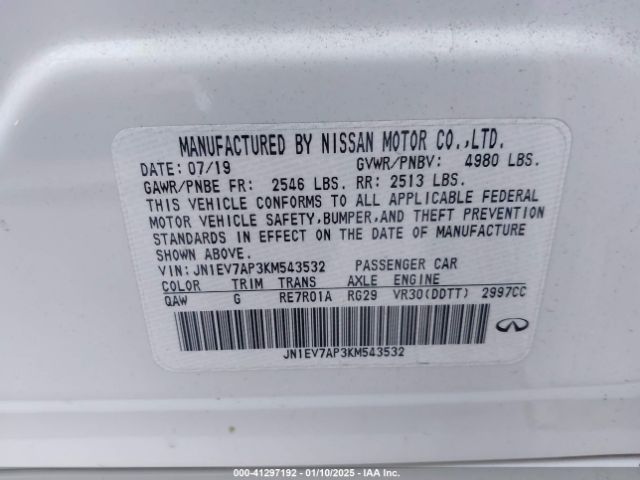 MANUFACTURED BY NISSAN MOTOR CO.,LTD.
DATE: 07/19 GVWR/PNBV: 4980 LBS.
GAWR/PNBE FR: 2546 LBS. RR: 2513 LBS.
THIS VEHICLE CONFORMS TO ALL APPLICABLE FEDERAL
MOTOR VEHICLE SAFETY,BUMPER,AND THEFT PREVENTION
STANDARDS IN EFFECT ON THE DATE OF MANUFACTURE
SHOWN ABOVE.
VIN: JN1EV7AP3KM543532 PASSENGER CAR
COLOR TRIM TRANS AXLE ENGINE
QAW G RE7R01A RG29 VR30(DDTT) 2997CC
JN1EV7AP3KM543532
000-41297192 - 01/10/2025 - IAA Inc.